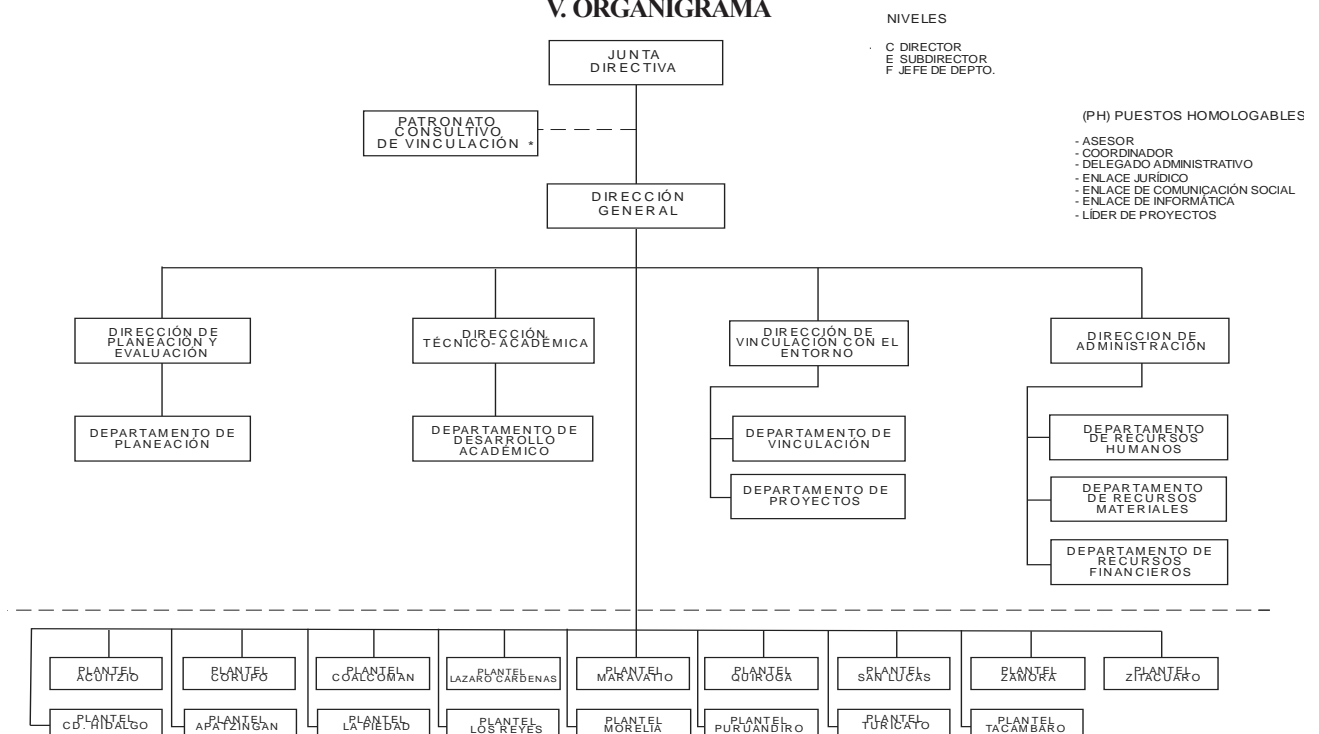 V. ORGANIGRAMA
NIVELES
C DIRECTOR
E SUBDIRECTOR
F JEFE DE DEPTO.
JUNTA
DIRECTIVA
PATRONATO
CONSULTIVO
DE VINCULACIÓN *
(PH) PUESTOS HOMOLOGABLES
- ASESOR
- COORDINADOR
- DELEGADO ADMINISTRATIVO
- ENLACE JURÍDICO
- ENLACE DE COMUNICACIÓN SOCIAL
- ENLACE DE INFORMÁTICA
- LÍDER DE PROYECTOS
DIRECCIÓN
GENERAL
DIRECCIÓN DE
PLANEACIÓN Y
EVALUACIÓN
DIRECCIÓN
TÉCNICO- ACADÉMICA
DIRECCIÓN DE
VINCULACIÓN CON EL
ENTORNO
DIRECCION DE
ADMINISTRACIÓN
DEPARTAMENTO DE
PLANEACIÓN
DEPARTAMENTO DE
DESARROLLO
ACADÉMICO
DEPARTAMENTO DE
VINCULACIÓN
DEPARTAMENTO DE
PROYECTOS
DEPARTAMENTO
DE RECURSOS
HUMANOS
DEPARTAMENTO
DE RECURSOS
MATERIALES
DEPARTAMENTO DE
RECURSOS
FINANCIEROS
PLANTEL
ACUITZIO
PLANTEL
CORUPO
PLANTEL
COALCOMAN
PLANTEL
LAZARO CARDENAS
PLANTEL
MARAVATIO
PLANTEL
QUIROGA
PLANTEL
SAN LUCAS
PLANTEL
ZAMORA
PLANTEL
ZITACUARO
PLANTEL
CD. HIDALGO
PLANTEL
APATZINGAN
PLANTEL
LA PIEDAD
PLANTEL
LOS REYES
PLANTEL
MORELIA
PLANTEL
PURUANDIRO
PLANTEL
TURICATO
PLANTEL
TACAMBARO